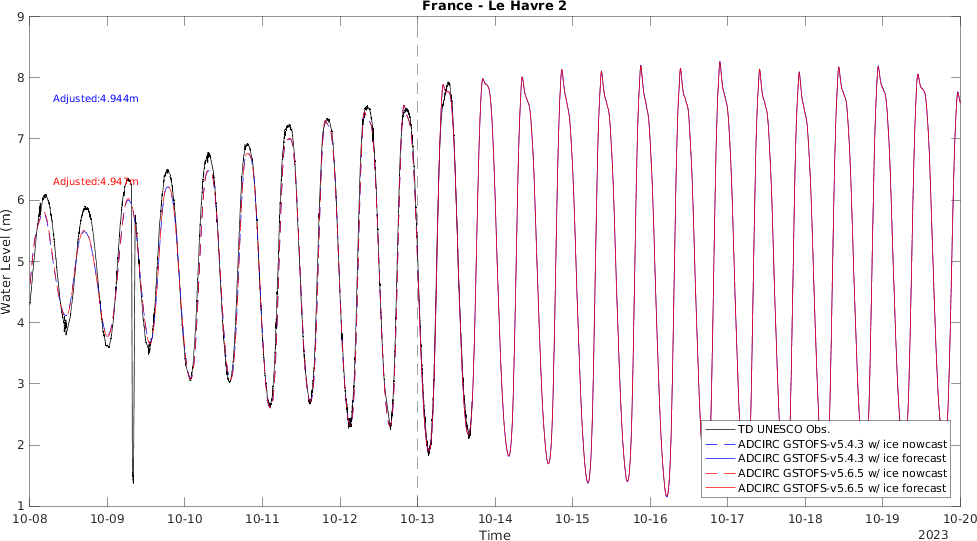 France - Le Havre 2
9
8
7
6
5
4
3
2
1
Water Level (m)
Adjusted:4.944m
Adjusted:4.947m
TD UNESCO Obs.
ADCIRC GSTOFS-v5.4.3 w/ ice nowcast
ADCIRC GSTOFS-v5.4.3 w/ ice forecast
ADCIRC GSTOFS-v5.6.5 w/ ice nowcast
ADCIRC GSTOFS-v5.6.5 w/ ice forecast
10-08 10-09 10-10 10-11 10-12 10-13 10-14 10-15 10-16 10-17 10-18 10-19 10-20
Time
2023